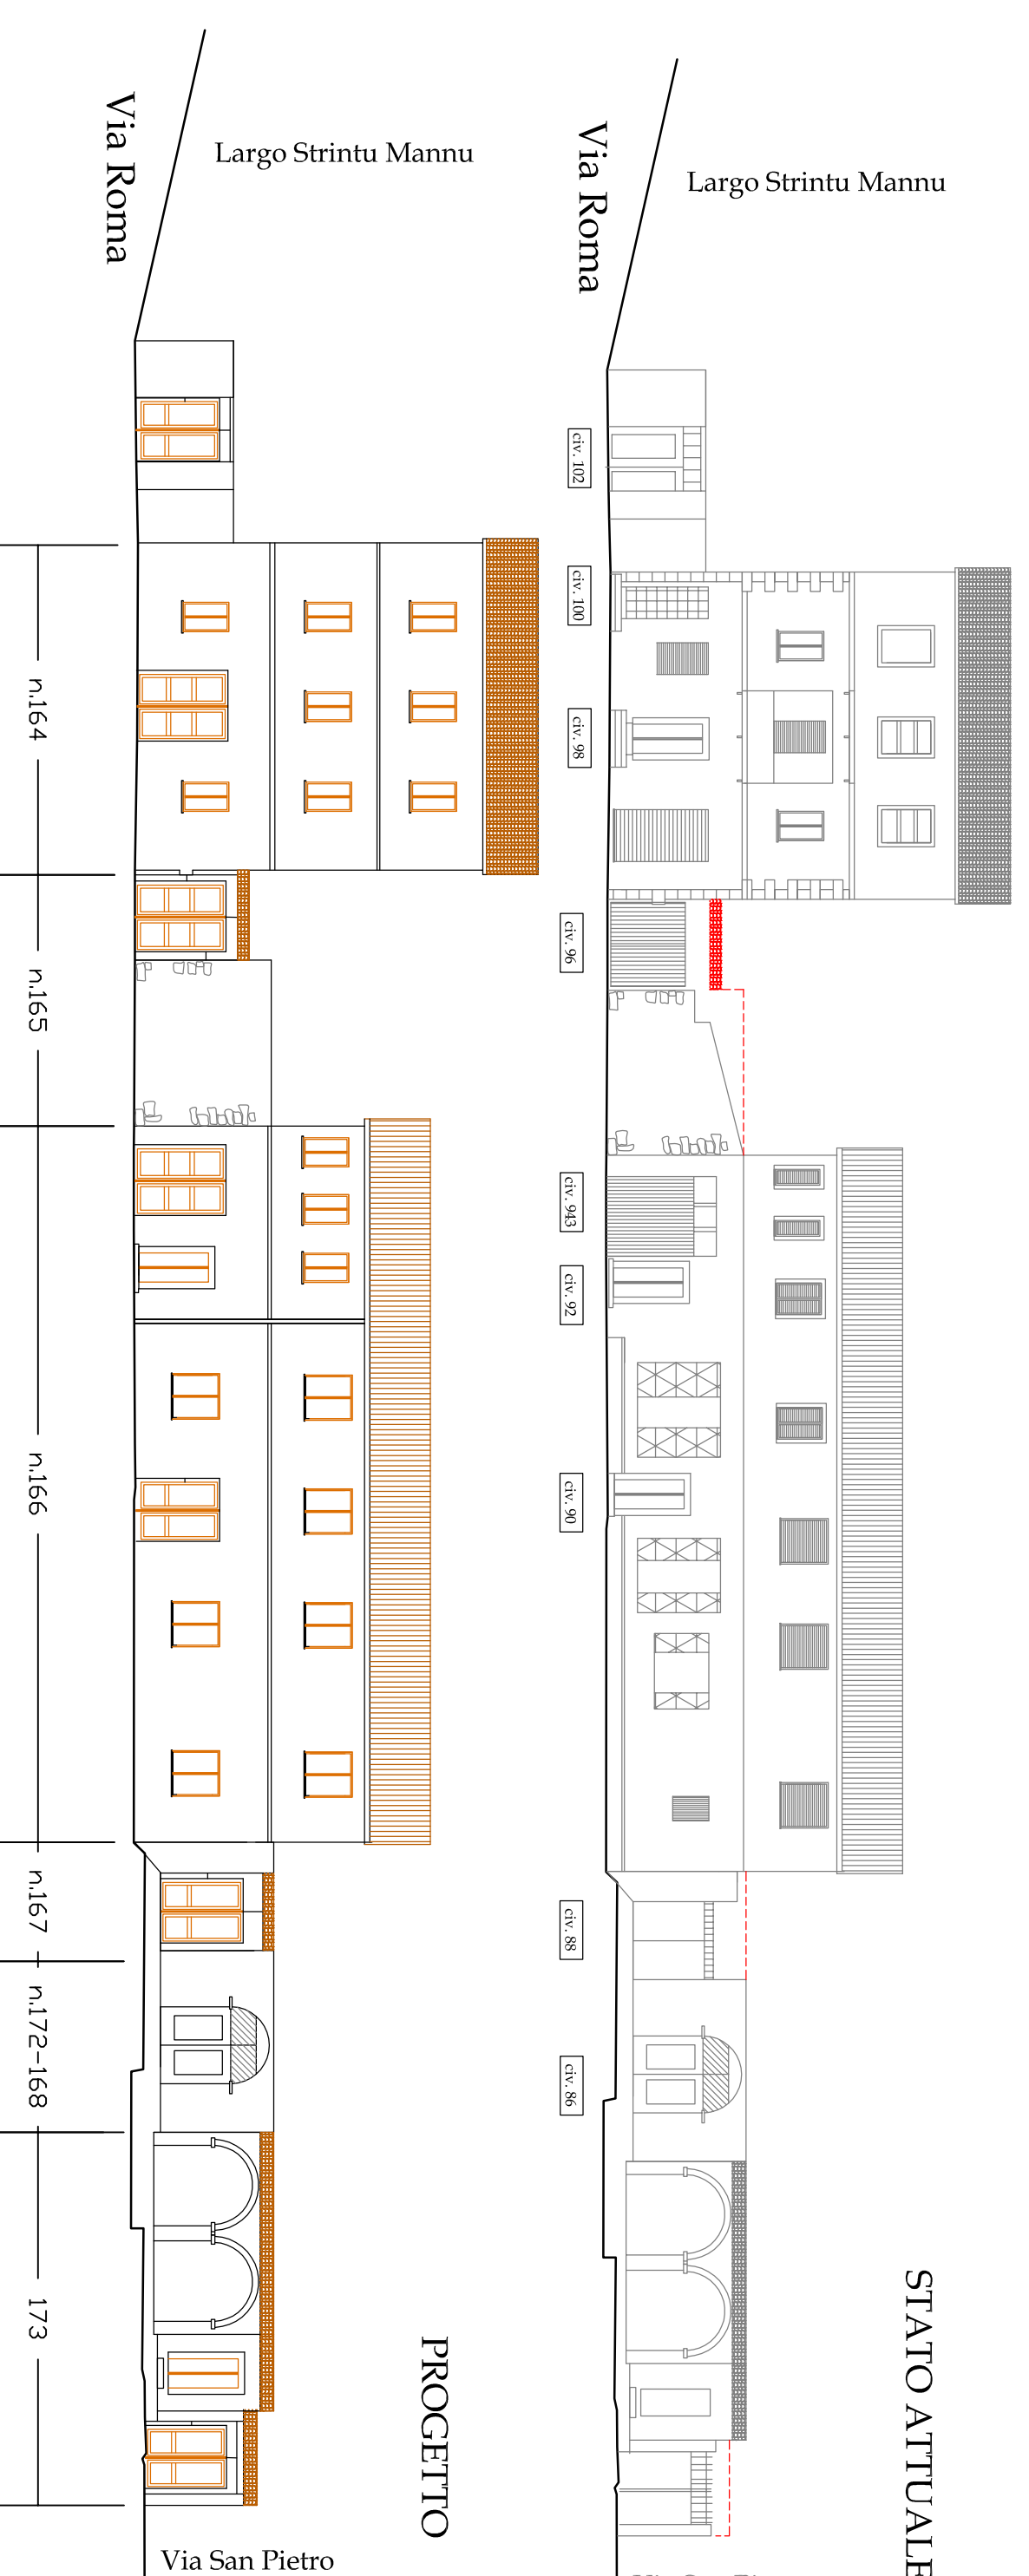 STATO ATTUALE
Largo Strintu Mannu
Via Roma
civ. 102
civ. 100
civ. 98
civ. 96
civ. 943
civ. 92
civ. 90
civ. 88
civ. 86
PROGETTO
Largo Strintu Mannu
Via Roma
Via San Pietro
n.164
n.165
n.166
n.167
n.172-168
173